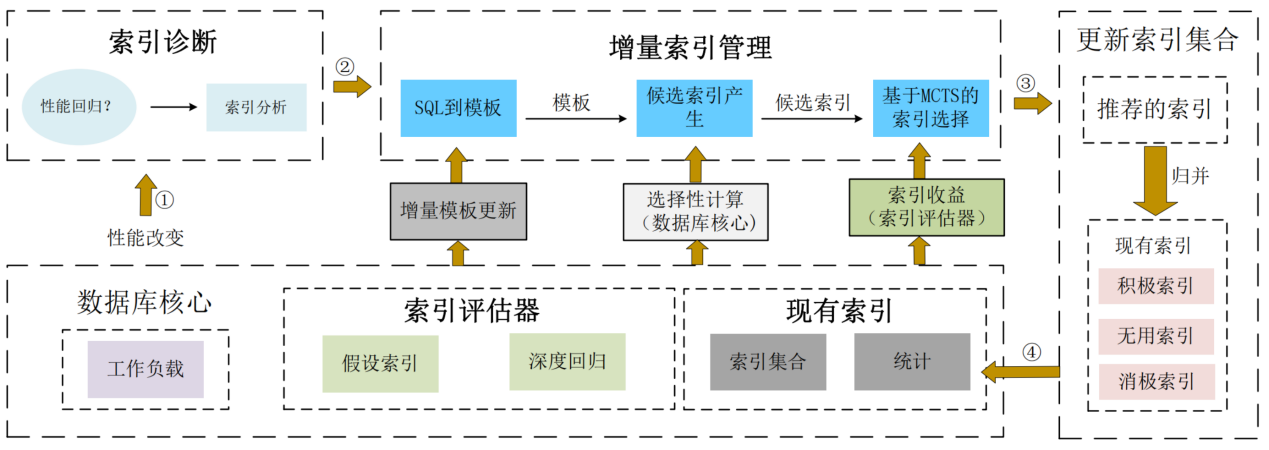 索引诊断
性能回归？
索引分析
①
性能改变
②
增量索引管理
SQL到模板
模板
候选索引产
生
候选索引
基于MCTS的
索引选择
增量模板更新
选择性计算
（数据库核心）
索引收益
（索引评估器）
③
更新索引集合
推荐的索引
归并
现有索引
积极索引
无用索引
消极索引
④
数据库核心
工作负载
索引评估器
假设索引
深度回归
现有索引
索引集合
统计